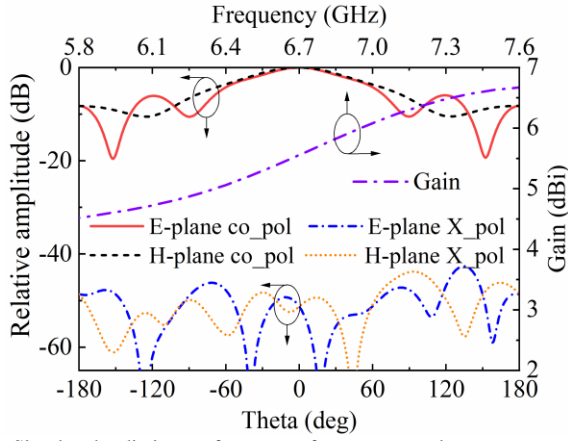 Frequency (GHz)
5.8 6.1 6.4 6.7 7.0 7.3 7.6
0
-20
-40
-60
Relative amplitude (dB)
7
6
5
4
3
2
Gain (dBi)
Gain
E-plane co_pol E-plane X_pol
H-plane co_pol H-plane X_pol
-180 -120 -60 0 60 120 180
Theta (deg)